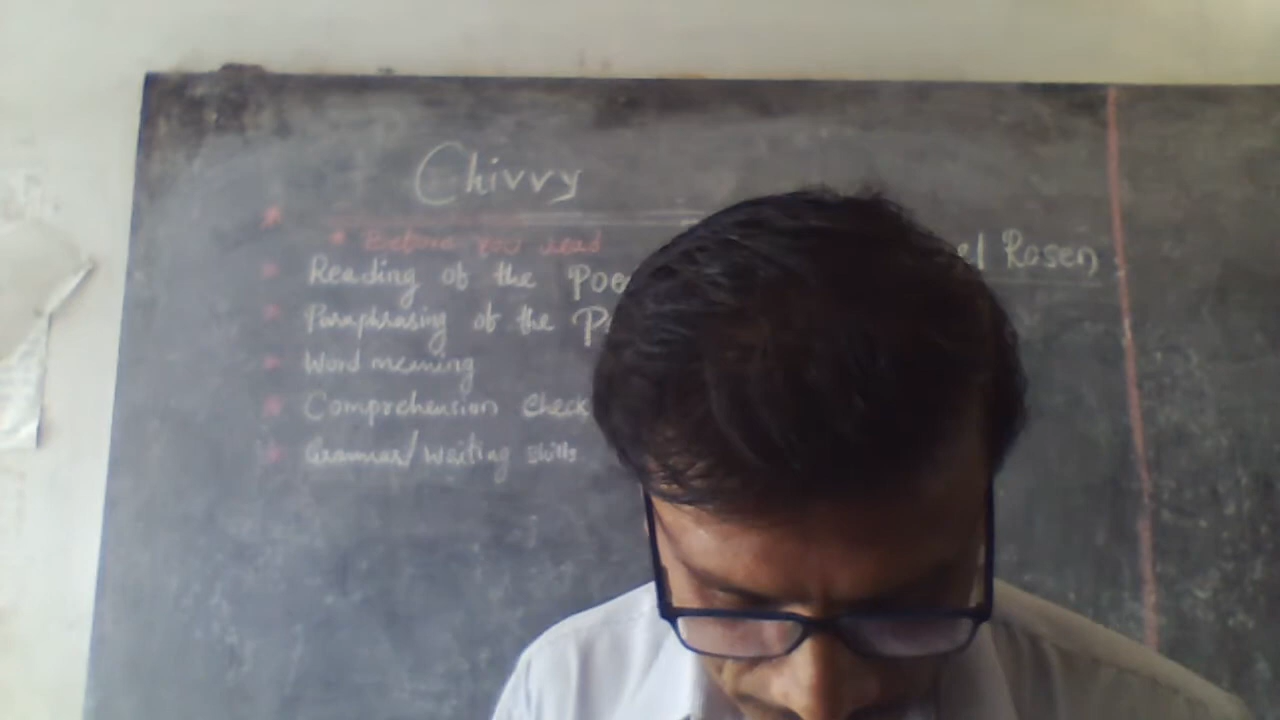 Chivvy
* Before you read
el Rosen
* Reading of the Poe
* Paraphrasing of the P
* Word meaning
* Comprehension Check
* Grammar/Writing Skills